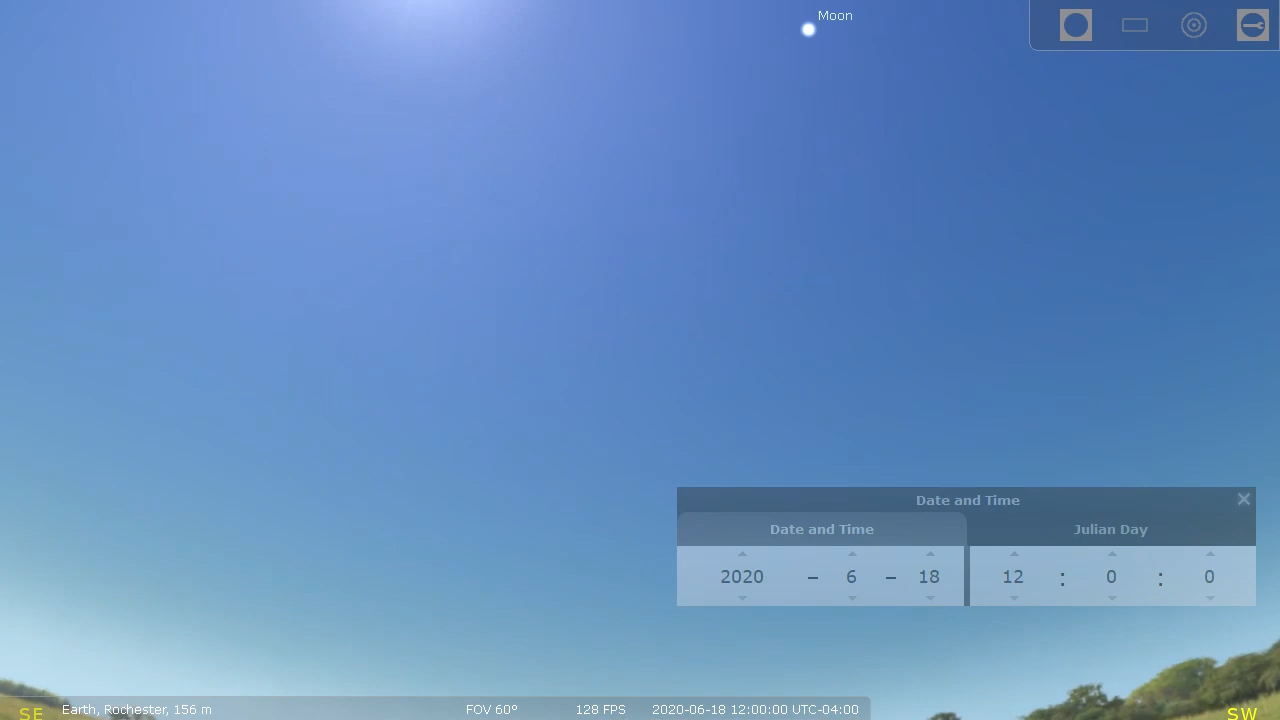 Moon
Date and Time
Date and Time
Julian Day
2020 – 6 – 18 12 : 0 : 0
SE
Earth, Rochester, 156 m
FOV 60°
128 FPS
2020-06-18 12:00:00 UTC-04:00
SW